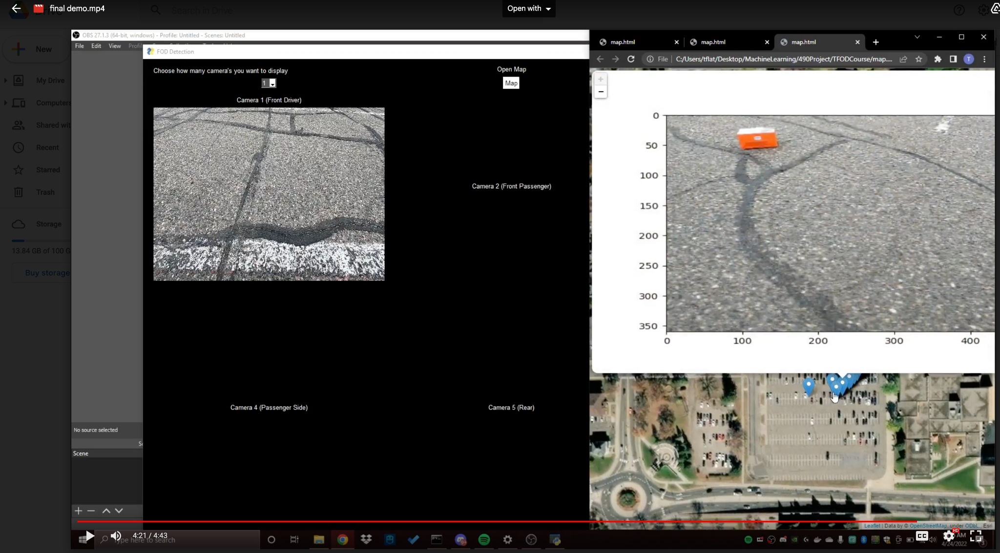 final demo.mp4
Open with
Drive
Search in Drive
New
My Drive
Computers
Shared wit
Recent
Starred
Trash
Storage
13.84 GB of 100 G
Buy storage
OBS 27.1.3 (64-bit, windows) - Profile: Untitled - Scenes: Untitled
File Edit View Profil
FOD Detection
Choose how many camera's you want to display
1
Open Map
Map
Camera 1 (Front Driver)
Camera 2 (Front Passenger)
Camera 4 (Passenger Side)
Camera 5 (Rear)
No source selected
Scene
map.html
map.html
map.html
File C:/Users/tflat/Desktop/MachineLearning/490Project/TFODCourse/map....
T
+
−
0
50
100
150
200
250
300
350
0 100 200 300 400
Leaflet | Data by © OpenStreetMap, under ODbL., Esri
4:21 / 4:43
Type here to search
CC
HD
AM
4/24/2022
3